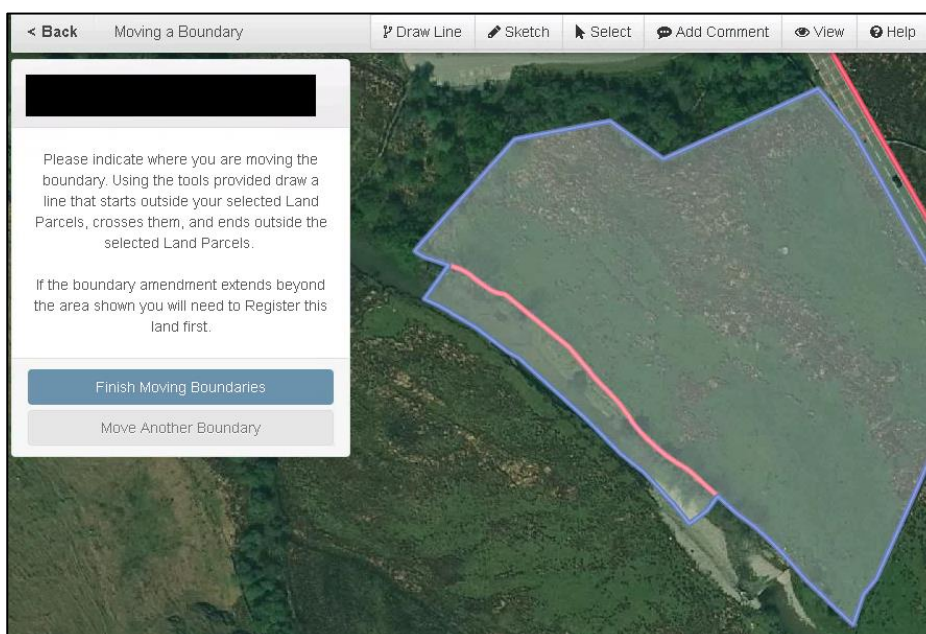 < Back Moving a Boundary Draw Line Sketch Select Add Comment View Help
Please indicate where you are moving the
boundary. Using the tools provided draw a
line that starts outside your selected Land
Parcels, crosses them, and ends outside the
selected Land Parcels.
If the boundary amendment extends beyond
the area shown you will need to Register this
land first.
Finish Moving Boundaries
Move Another Boundary